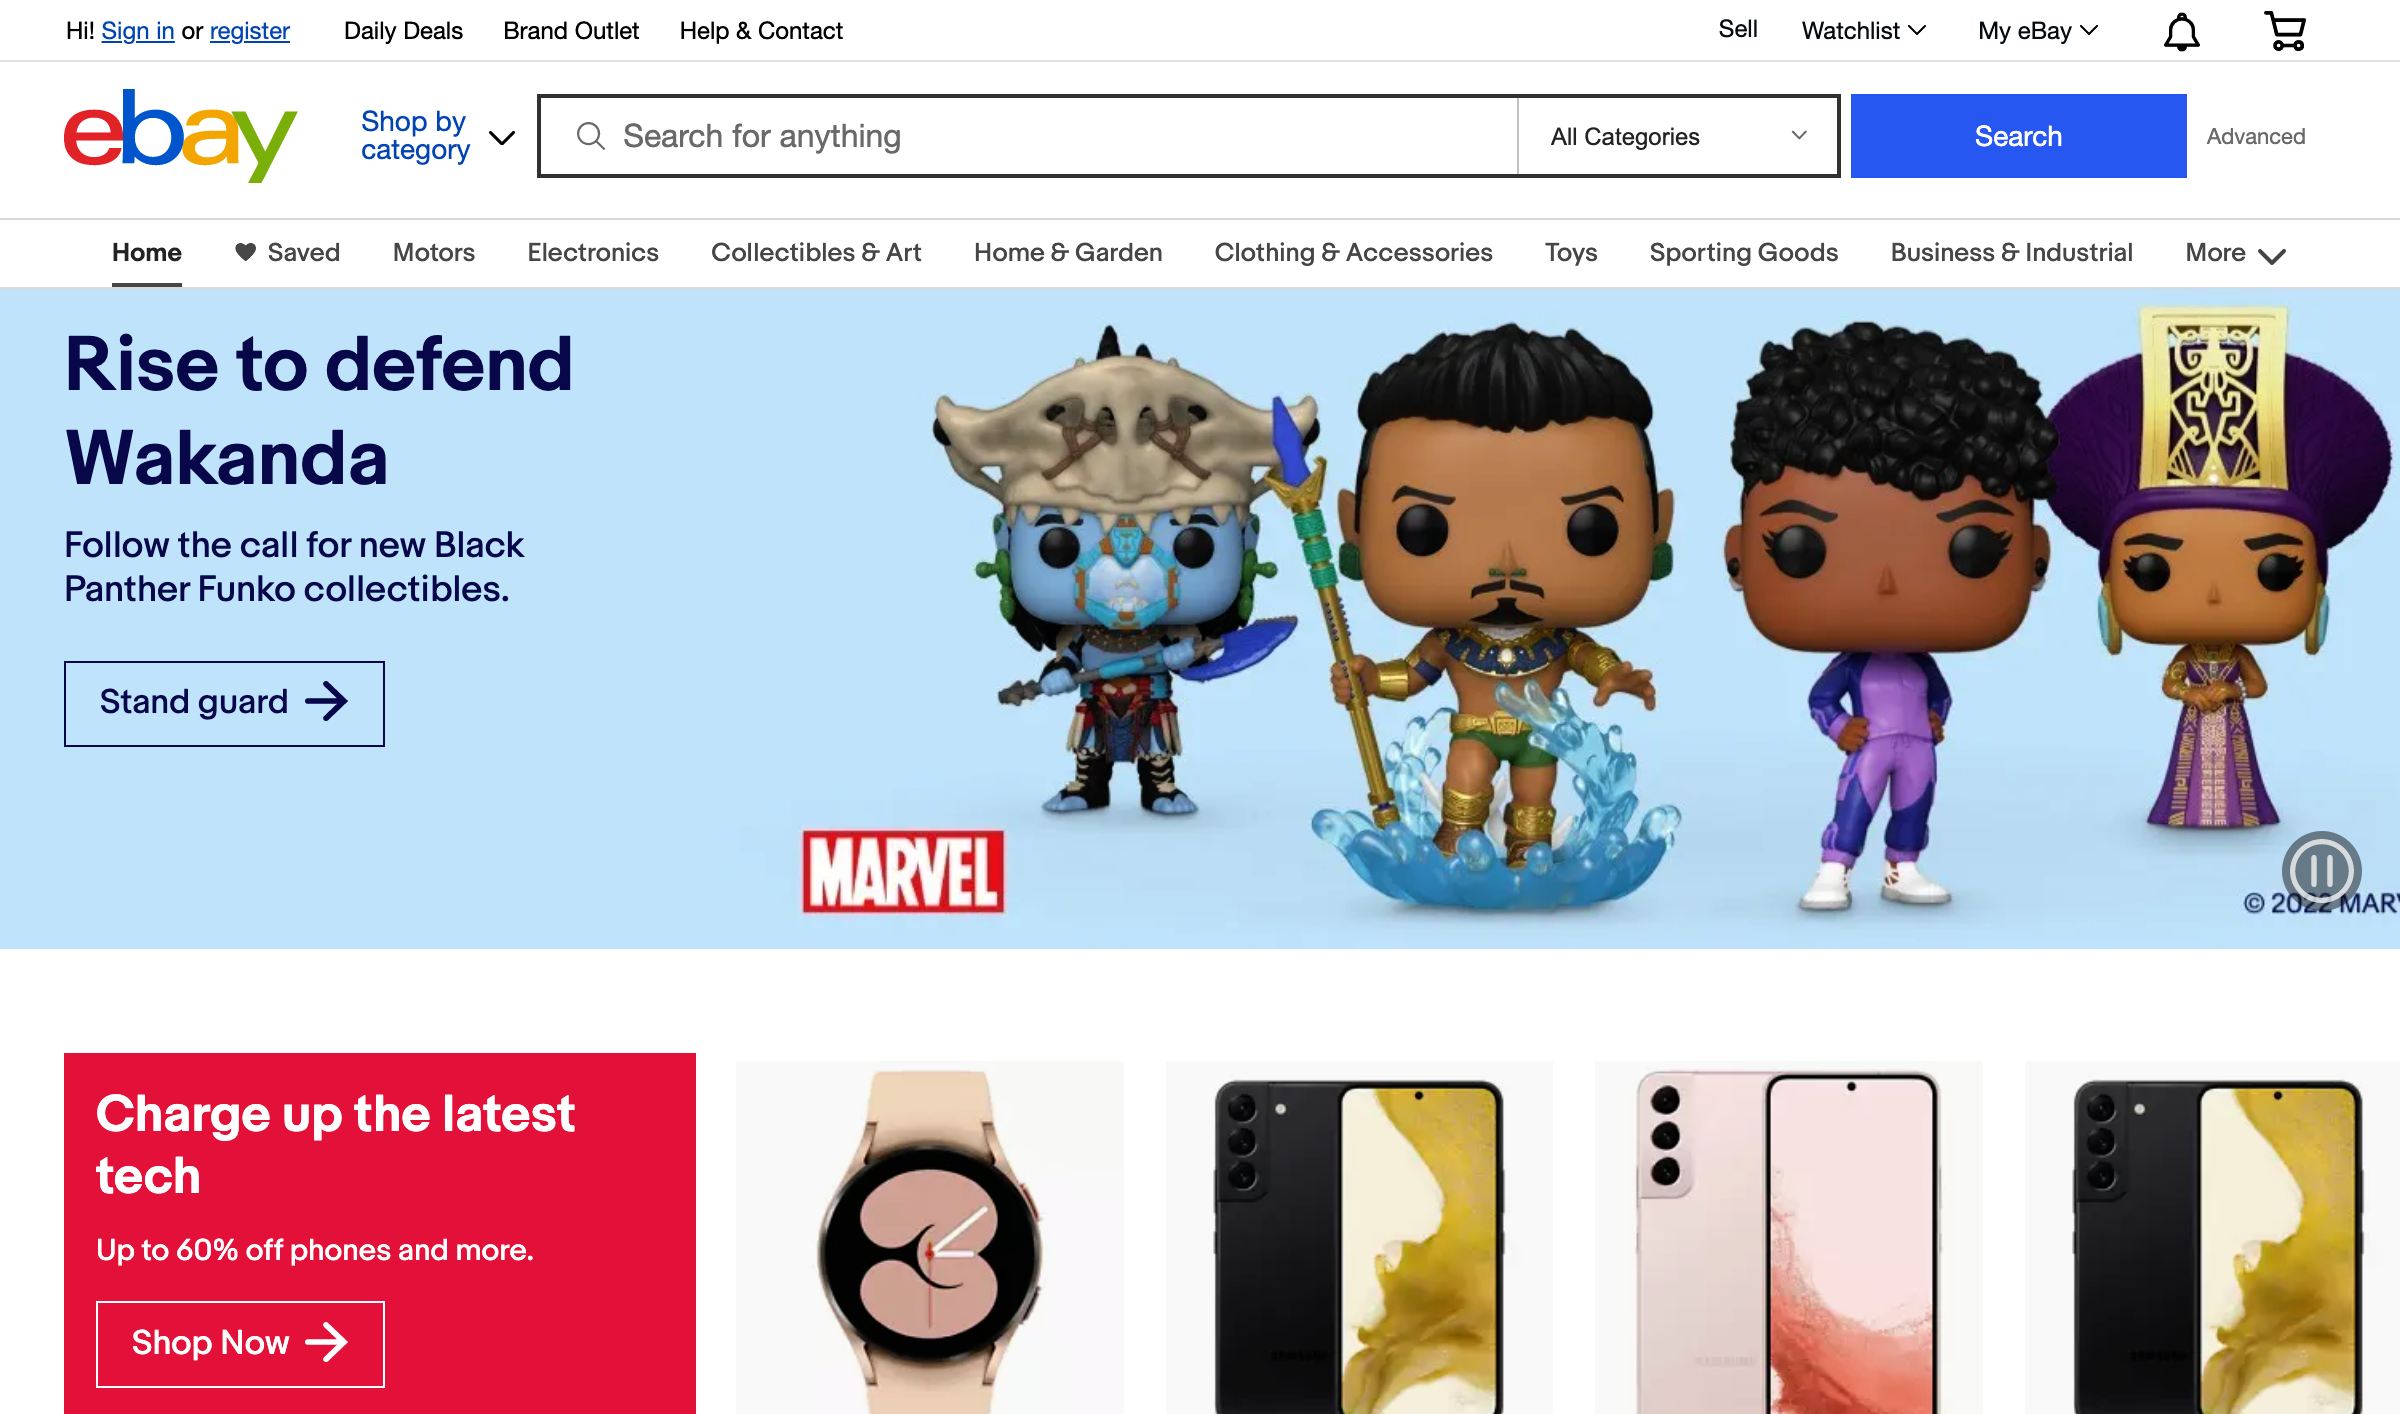 Hi! Sign in or register Daily Deals Brand Outlet Help & Contact Sell Watchlist My eBay
ebay
Shop by
category
Search for anything
All Categories
Search
Advanced
Home Saved Motors Electronics Collectibles & Art Home & Garden Clothing & Accessories Toys Sporting Goods Business & Industrial More
Rise to defend
Wakanda
Follow the call for new Black
Panther Funko collectibles.
Stand guard
MARVEL
© 2022 MARV
Charge up the latest
tech
Up to 60% off phones and more.
Shop Now